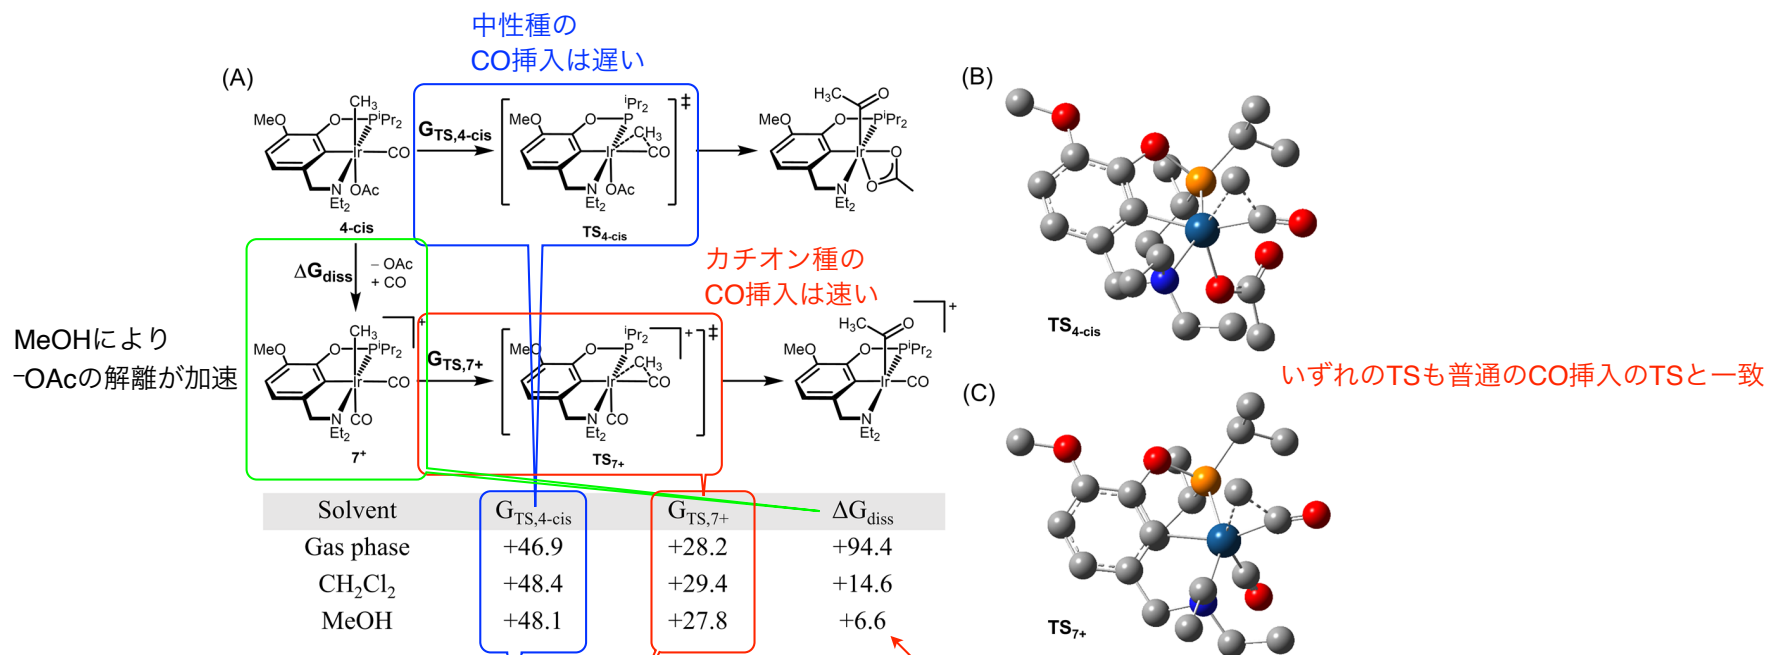 中性種の
CO挿入は遅い
(A)
(B)
CH3
PiPr2
MeO
O
Ir
CO
OAc
N
Et2
4-cis
GTS,4-cis
iPr2
P
O
MeO
CH3
Ir
CO
OAc
N
Et2
‡
TS4-cis
H3C
O
MeO
O
PiPr2
Ir
O
O
N
Et2
ΔGdiss
– OAc
+ CO
カチオン種の
CO挿入は速い
MeOHにより
–OAcの解離が加速
CH3
+
MeO
O
PiPr2
Ir
CO
N
CO
Et2
7+
GTS,7+
iPr2
+
‡
MeO
O
P
CH3
Ir
CO
N
CO
Et2
TS7+
H3C
O
+
MeO
O
PiPr2
Ir
CO
N
Et2
TS4-cis
いずれのTSも普通のCO挿入のTSと一致
(C)
TS7+
Solvent GTS,4-cis GTS,7+ ΔGdiss
Gas phase +46.9 +28.2 +94.4
CH2Cl2 +48.4 +29.4 +14.6
MeOH +48.1 +27.8 +6.6